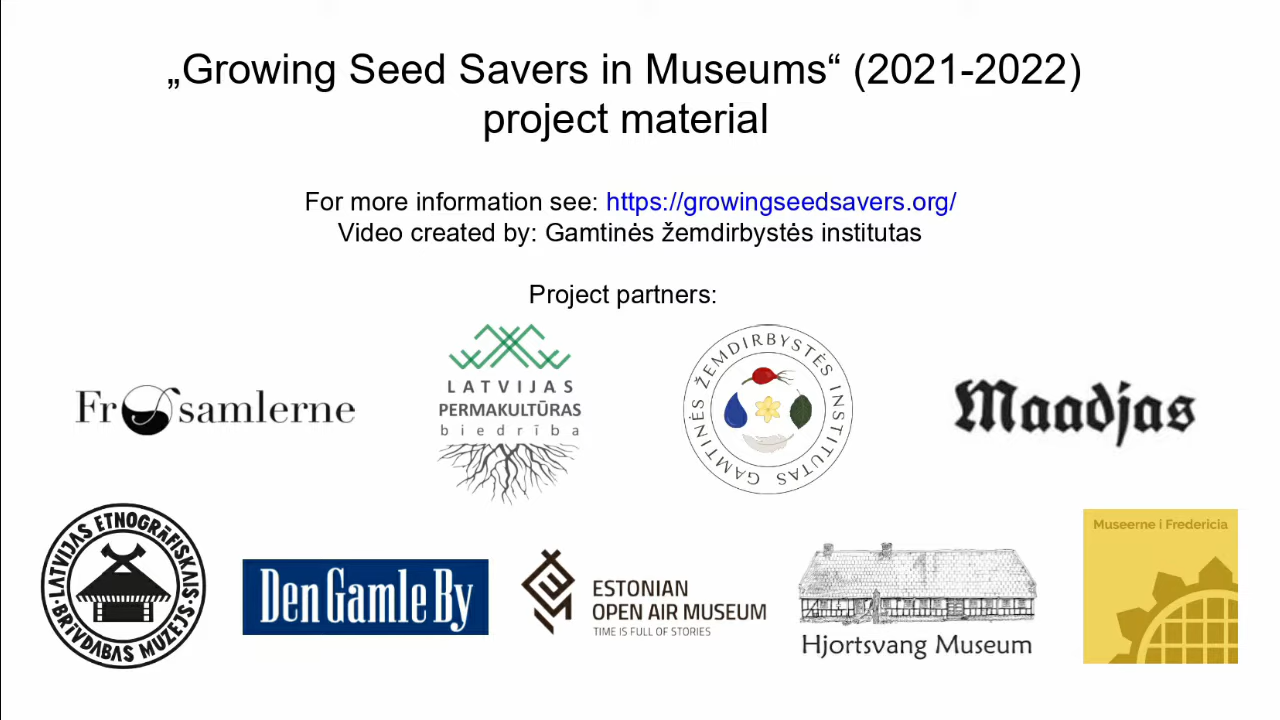 „Growing Seed Savers in Museums“ (2021-2022)
project material
For more information see: https://growingseedsavers.org/
Video created by: Gamtinės žemdirbystės institutas
Project partners:
Frøsamlerne
LATVIJAS
PERMAKULTŪRAS
biedrība
GAMTINĖS ŽEMDIRBYSTĖS INSTITUTAS
Maadjas
LATVIJAS ETNOGRĀFISKAIS
BRĪVDABAS MUZEJS
Den Gamle By
ESTONIAN
OPEN AIR MUSEUM
TIME IS FULL OF STORIES
Hjortsvang Museum
Museerne i Fredericia